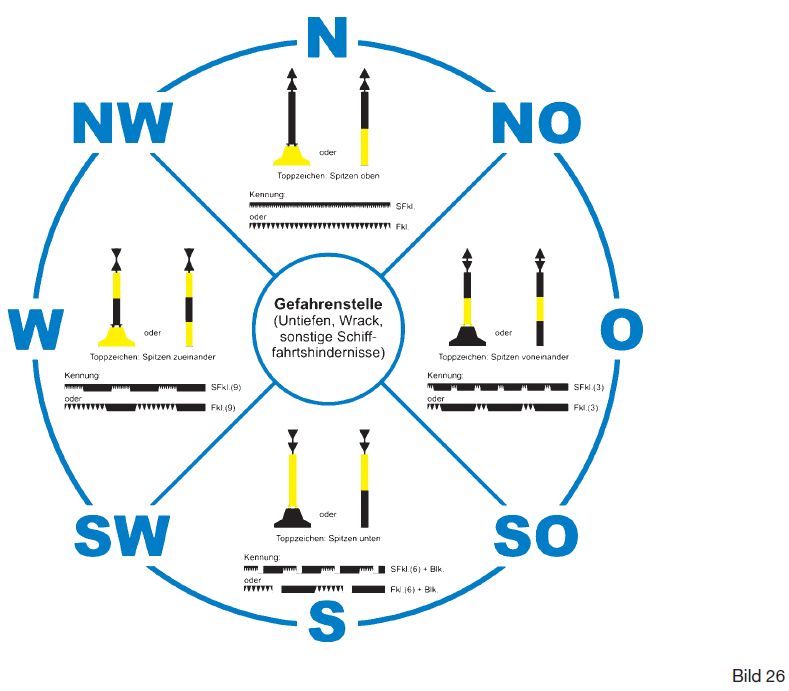 N
NW
NO
oder
Toppzeichen: Spitzen oben
Kennung:
SFkl.
oder
Fkl.
W
oder
Toppzeichen: Spitzen zueinander
Kennung:
SFkl.(9)
oder
Fkl.(9)
Gefahrenstelle
(Untiefen, Wrack,
sonstige Schiff-
fahrtshindernisse)
O
oder
Toppzeichen: Spitzen voneinander
Kennung:
SFkl.(3)
oder
Fkl.(3)
SW
SO
oder
Toppzeichen: Spitzen unten
Kennung:
SFkl.(6) + Blk.
oder
Fkl.(6) + Blk.
S
Bild 26